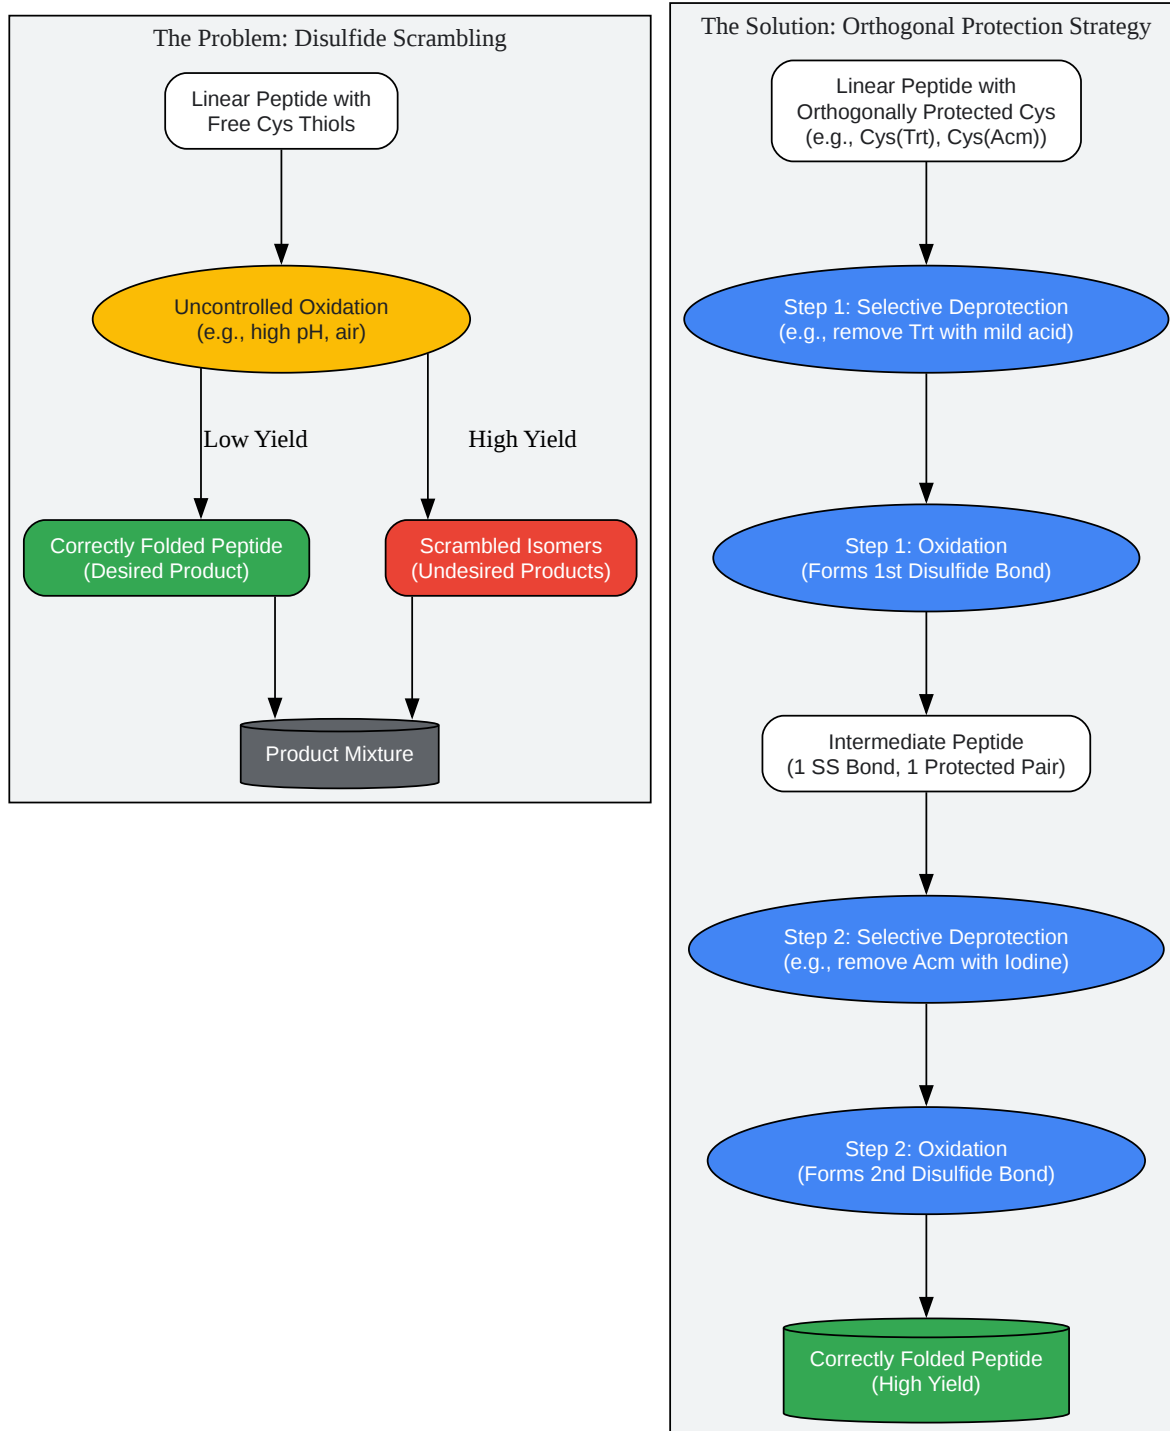 The Problem: Disulfide Scrambling
Linear Peptide with
Free Cys Thiols
Uncontrolled Oxidation
(e.g., high pH, air)
Low Yield
High Yield
Correctly Folded Peptide
(Desired Product)
Scrambled Isomers
(Undesired Products)
Product Mixture
The Solution: Orthogonal Protection Strategy
Linear Peptide with
Orthogonally Protected Cys
(e.g., Cys(Trt), Cys(Acm))
Step 1: Selective Deprotection
(e.g., remove Trt with mild acid)
Step 1: Oxidation
(Forms 1st Disulfide Bond)
Intermediate Peptide
(1 SS Bond, 1 Protected Pair)
Step 2: Selective Deprotection
(e.g., remove Acm with Iodine)
Step 2: Oxidation
(Forms 2nd Disulfide Bond)
Correctly Folded Peptide
(High Yield)